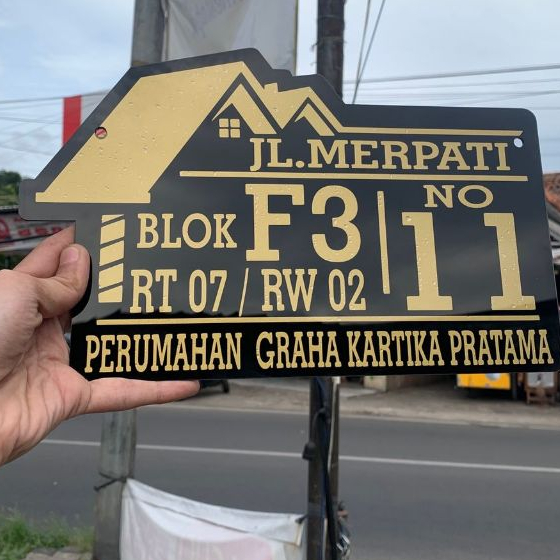 JL.MERPATI
BLOK F3
NO
11
RT 07 / RW 02
PERUMAHAN GRAHA KARTIKA PRATAMA